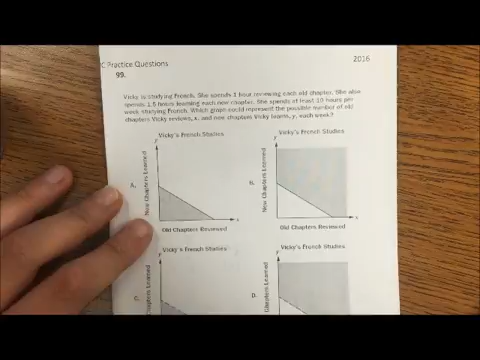 C Practice Questions 2016
99.
Vicky is studying French. She spends 1 hour reviewing each old chapter. She also
spends 1.5 hours learning each new chapter. She spends at least 10 hours per
week studying French. Which graph could represent the possible number of old
chapters Vicky reviews, x, and new chapters Vicky learns, y, each week?
Vicky's French Studies
y
New Chapters Learned
A.
x
Old Chapters Reviewed
Vicky's French Studies
y
New Chapters Learned
B.
x
Old Chapters Reviewed
Vicky's French Studies
y
Chapters Learned
C.
Vicky's French Studies
y
Chapters Learned
D.